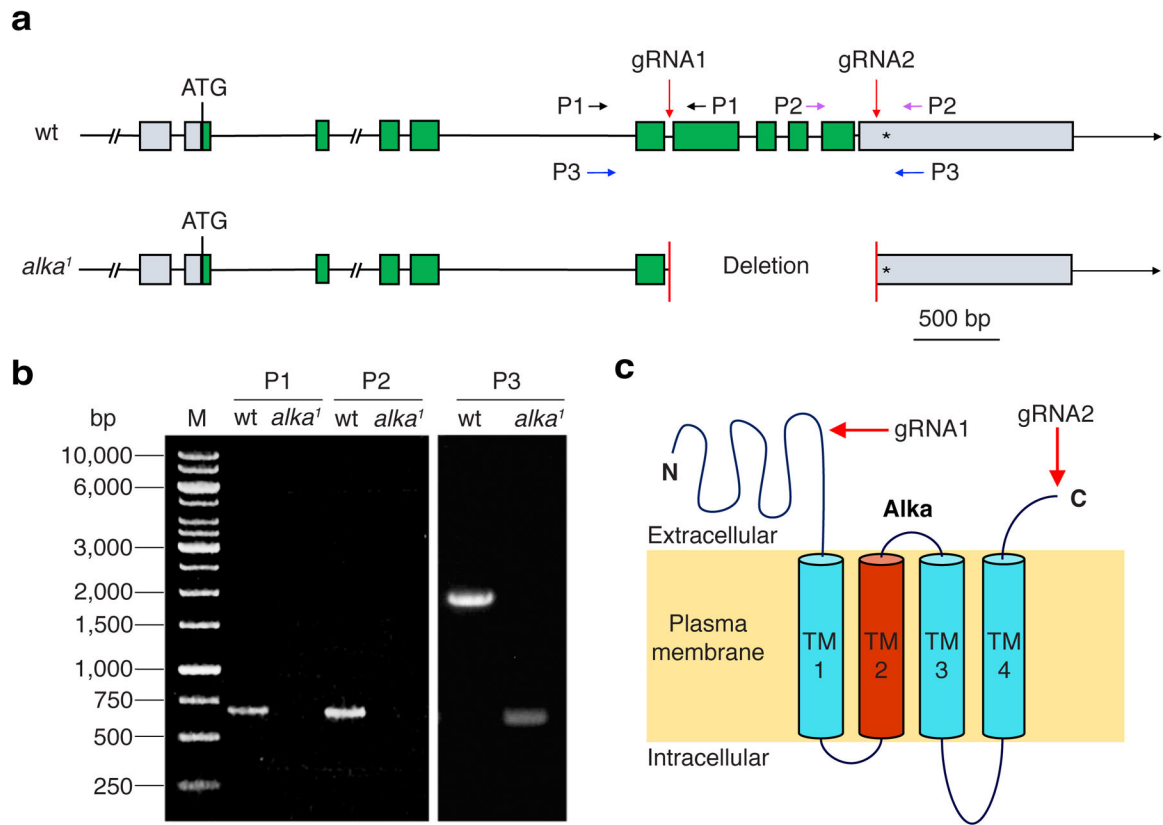 a
gRNA1 gRNA2
ATG
P1 P1 P2 P2
wt
*
P3 P3
ATG
alka¹ Deletion
*
500 bp
b
P1 P2 P3
bp M wt alka¹ wt alka¹ wt alka¹
10,000
6,000
3,000
2,000
1,500
1,000
750
500
250
c
gRNA2
gRNA1
N
C
Alka
Extracellular
Plasma
membrane
TM TM TM TM
1 2 3 4
Intracellular